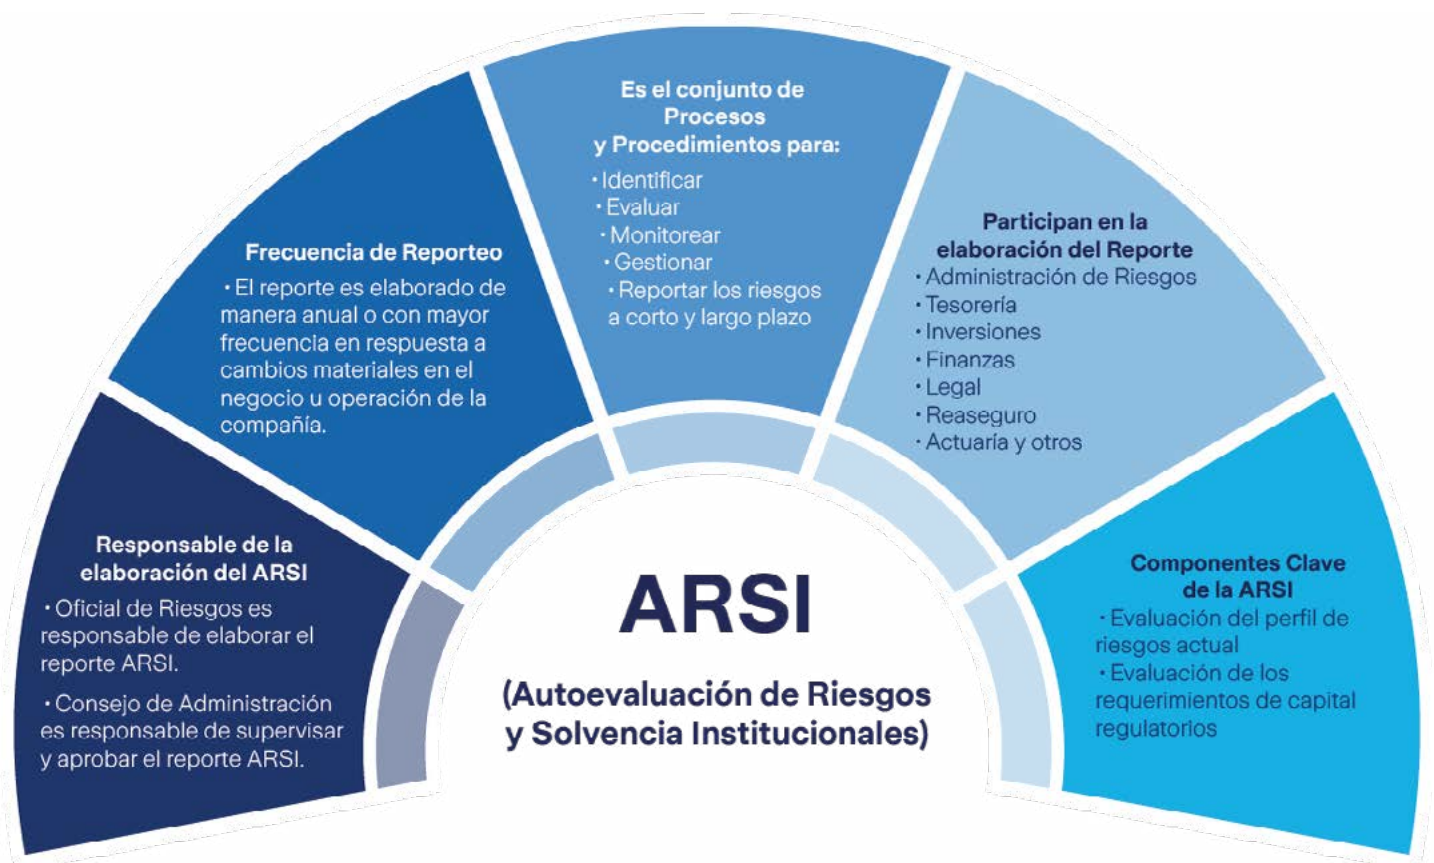 Responsable de la
elaboración del ARSI
· Oficial de Riesgos es
responsable de elaborar el
reporte ARSI.
· Consejo de Administración
es responsable de supervisar
y aprobar el reporte ARSI.
Frecuencia de Reporteo
· El reporte es elaborado de
manera anual o con mayor
frecuencia en respuesta a
cambios materiales en el
negocio u operación de la
compañía.
Es el conjunto de
Procesos
y Procedimientos para:
· Identificar
· Evaluar
· Monitorear
· Gestionar
· Reportar los riesgos
a corto y largo plazo
Participan en la
elaboración del Reporte
· Administración de Riesgos
· Tesorería
· Inversiones
· Finanzas
· Legal
· Reaseguro
· Actuaría y otros
Componentes Clave
de la ARSI
· Evaluación del perfil de
riesgos actual
· Evaluación de los
requerimientos de capital
regulatorios
ARSI
(Autoevaluación de Riesgos
y Solvencia Institucionales)